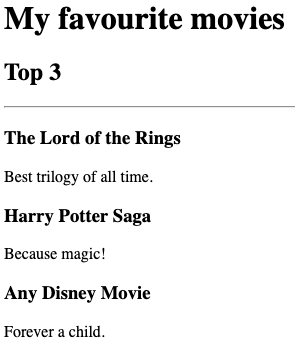 My favourite movies
Top 3
The Lord of the Rings
Best trilogy of all time.
Harry Potter Saga
Because magic!
Any Disney Movie
Forever a child.